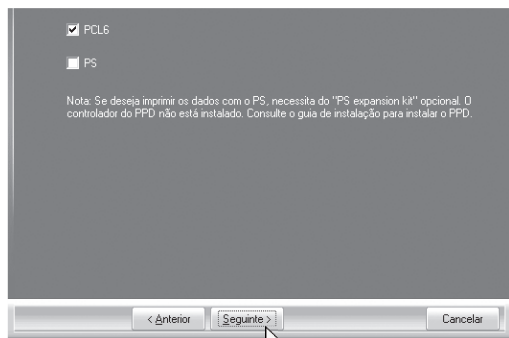 PCL6
PS
Nota: Se deseja imprimir os dados com o PS, necessita do "PS expansion kit" opcional. O
controlador do PPD não está instalado. Consulte o guia de instalação para instalar o PPD.
< Anterior
Seguinte >
Cancelar